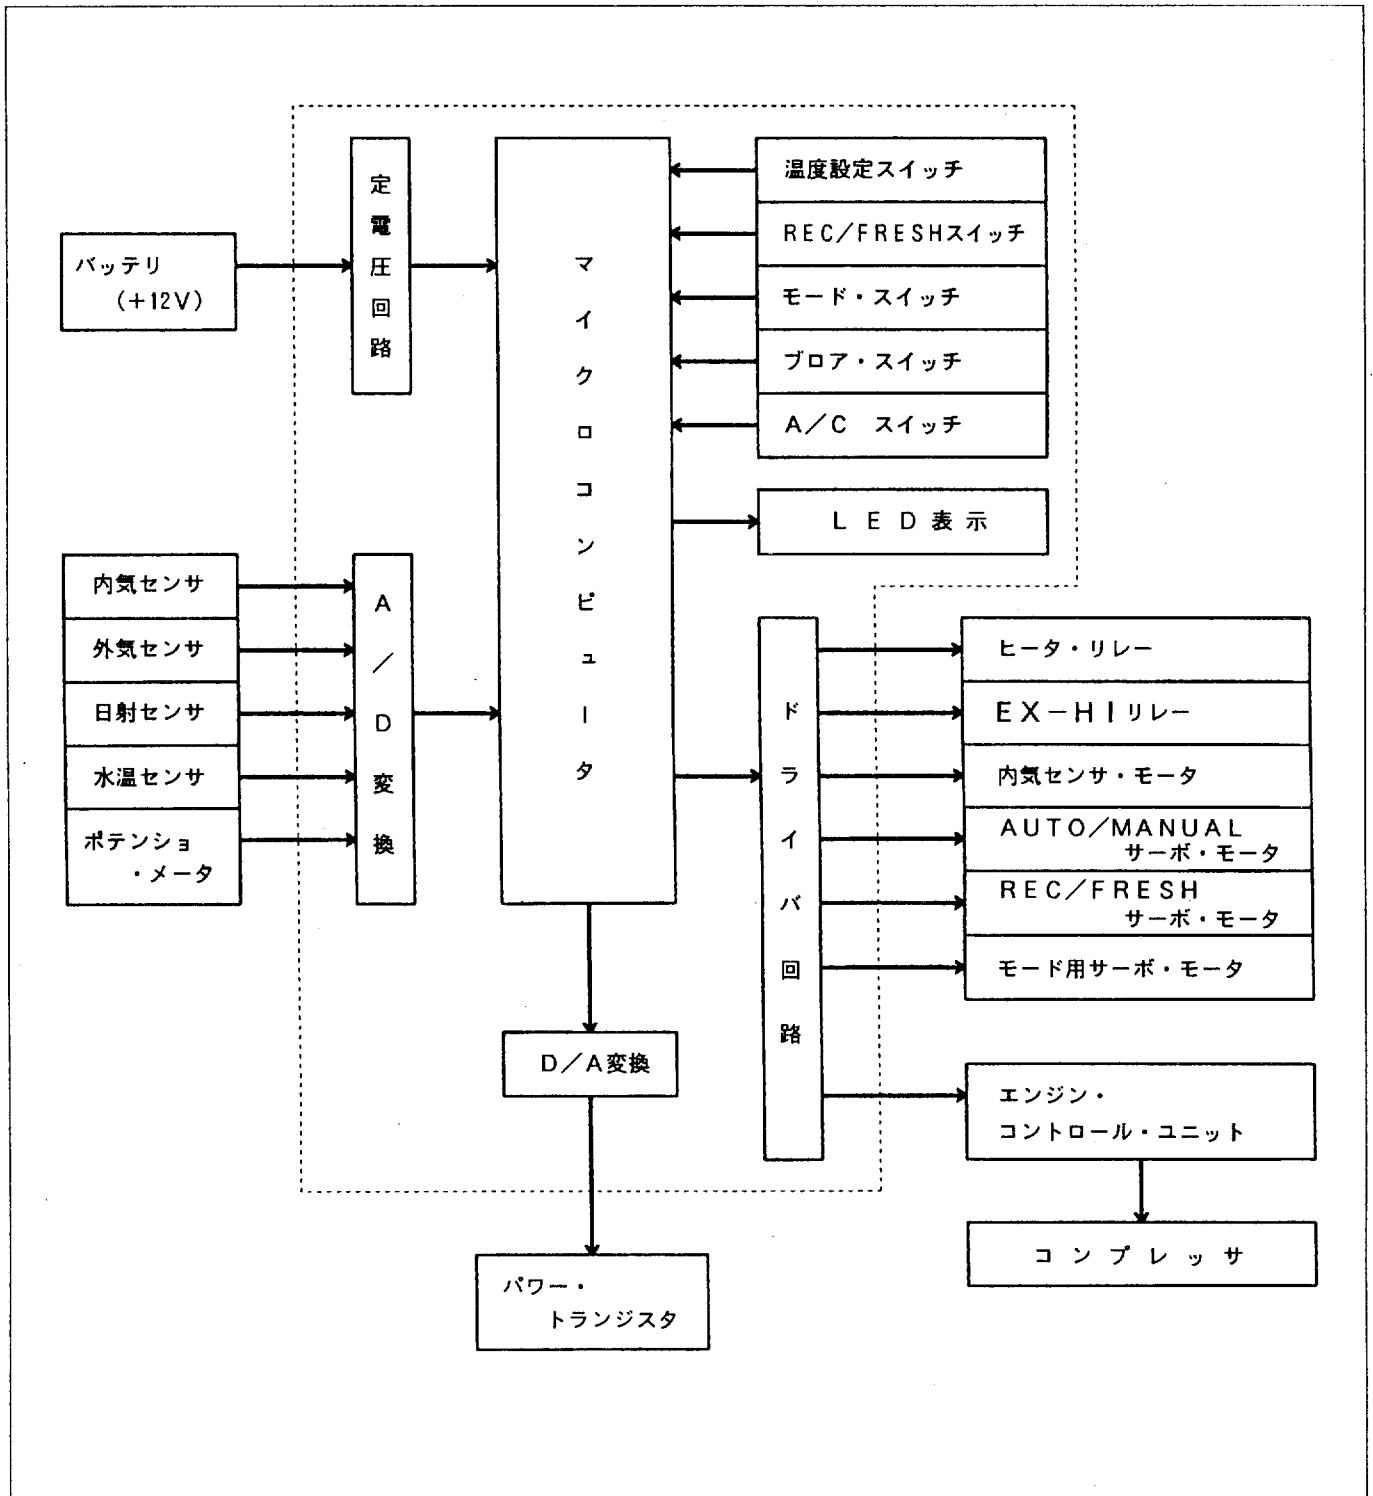 定電圧回路
バッテリ
(+12V)
マイクロコンピュータ
温度設定スイッチ
REC/FRESHスイッチ
モード・スイッチ
ブロア・スイッチ
A/C スイッチ
LED表示
内気センサ
外気センサ
日射センサ
水温センサ
ポテンショ
・メータ
A/D変換
ドライバ回路
ヒータ・リレー
EX-HIリレー
内気センサ・モータ
AUTO/MANUAL
サーボ・モータ
REC/FRESH
サーボ・モータ
モード用サーボ・モータ
D/A変換
エンジン・
コントロール・ユニット
コンプレッサ
パワー・
トランジスタ